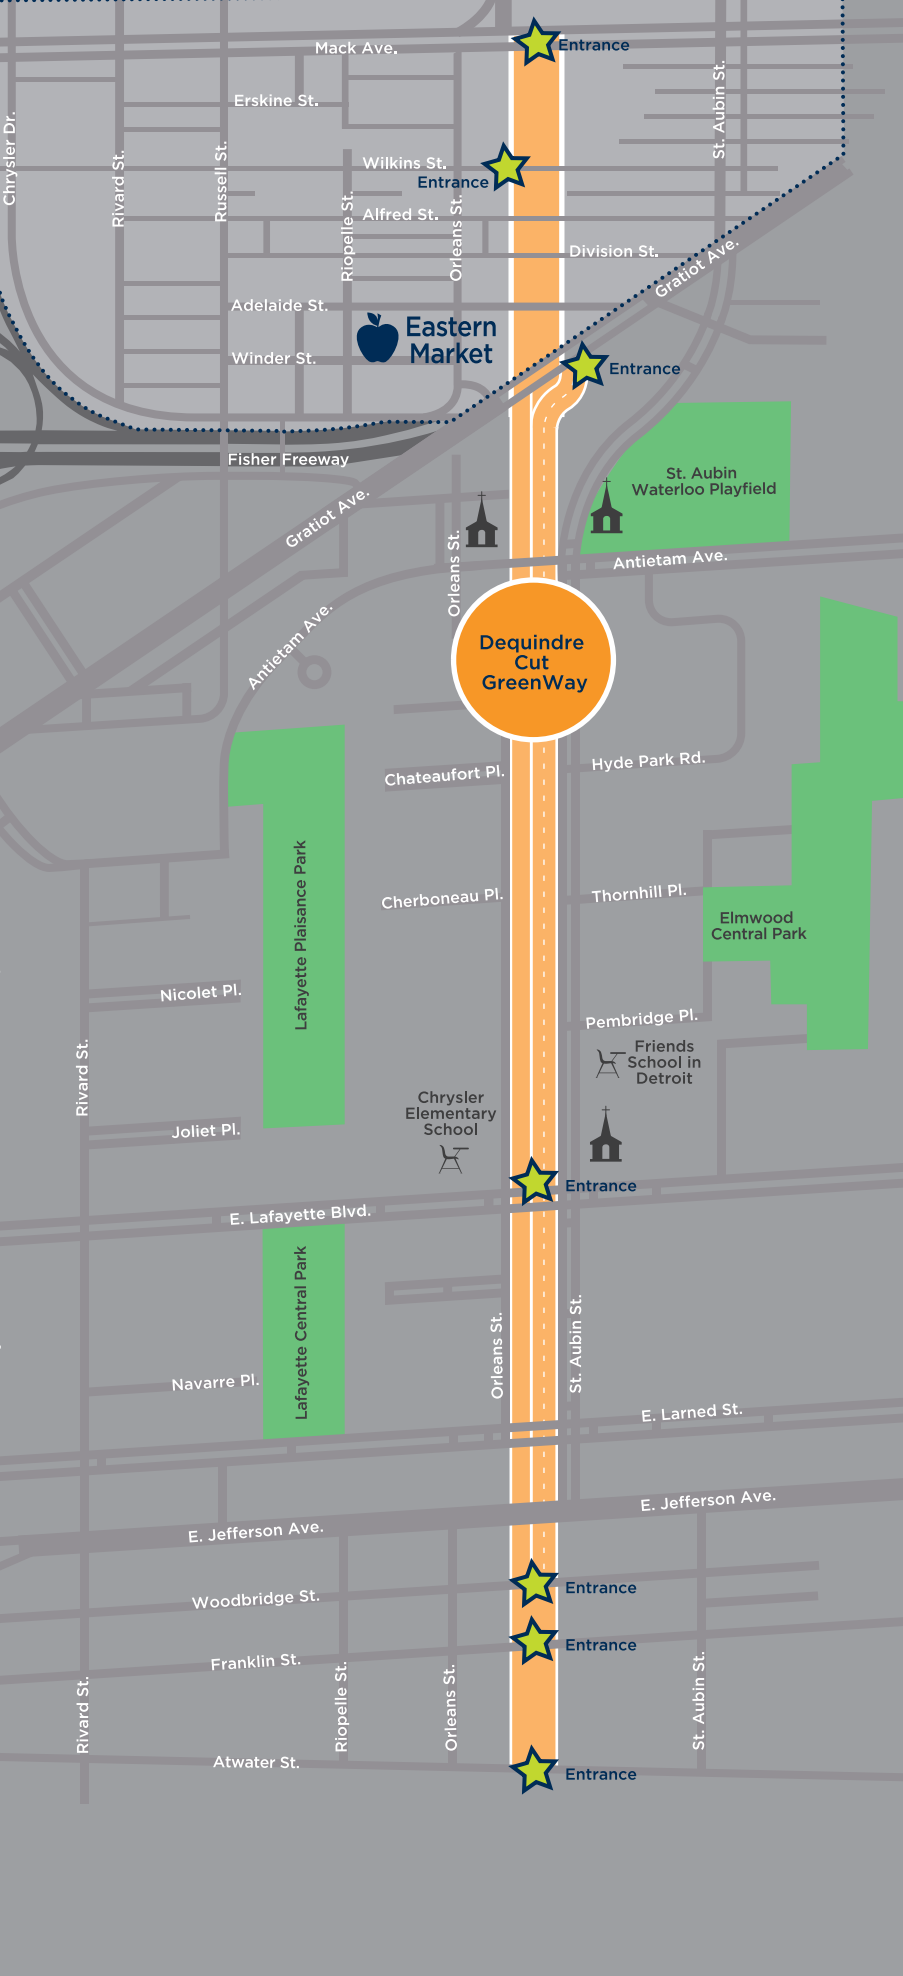 Mack Ave.
Entrance
Erskine St.
Chrysler Dr.
Rivard St.
Russell St.
St. Aubin St.
Wilkins St.
Entrance
Alfred St.
Riopelle St.
Orleans St.
Division St.
Gratiot Ave.
Adelaide St.
Eastern
Market
Winder St.
Entrance
Fisher Freeway
St. Aubin
Waterloo Playfield
Gratiot Ave.
Orleans St.
Antietam Ave.
Antietam Ave.
Dequindre
Cut
GreenWay
Chateaufort Pl.
Hyde Park Rd.
Lafayette Plaisance Park
Cherboneau Pl.
Thornhill Pl.
Elmwood
Central Park
Nicolet Pl.
Pembridge Pl.
Rivard St.
Friends
School in
Detroit
Chrysler
Elementary
School
Joliet Pl.
Entrance
E. Lafayette Blvd.
Lafayette Central Park
Orleans St.
St. Aubin St.
Navarre Pl.
E. Larned St.
E. Jefferson Ave.
E. Jefferson Ave.
Woodbridge St.
Entrance
Franklin St.
Entrance
Rivard St.
Riopelle St.
Orleans St.
St. Aubin St.
Atwater St.
Entrance